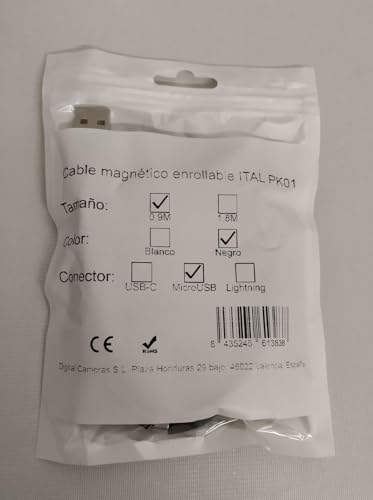 Cable magnético enrollable ITAL PK01
Tamaño:
0.9M 1.8M
Color:
Blanco Negro
Conector:
USB-C MicroUSB Lightning
8 435245 613838
CE RoHS
Digital Cameras S.L. Plaza Honduras 29 bajo. 46022 Valencia. España